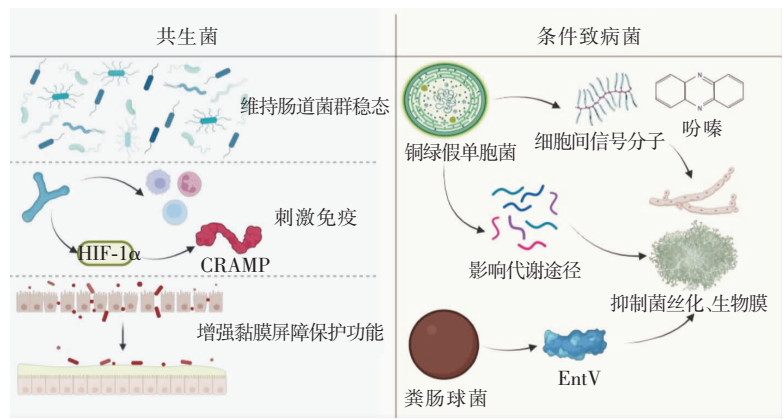 共生菌
维持肠道菌群稳态
刺激免疫
HIF-1α
CRAMP
增强黏膜屏障保护功能
条件致病菌
铜绿假单胞菌
细胞间信号分子
吩嗪
N
N
影响代谢途径
抑制菌丝化、生物膜
粪肠球菌
EntV